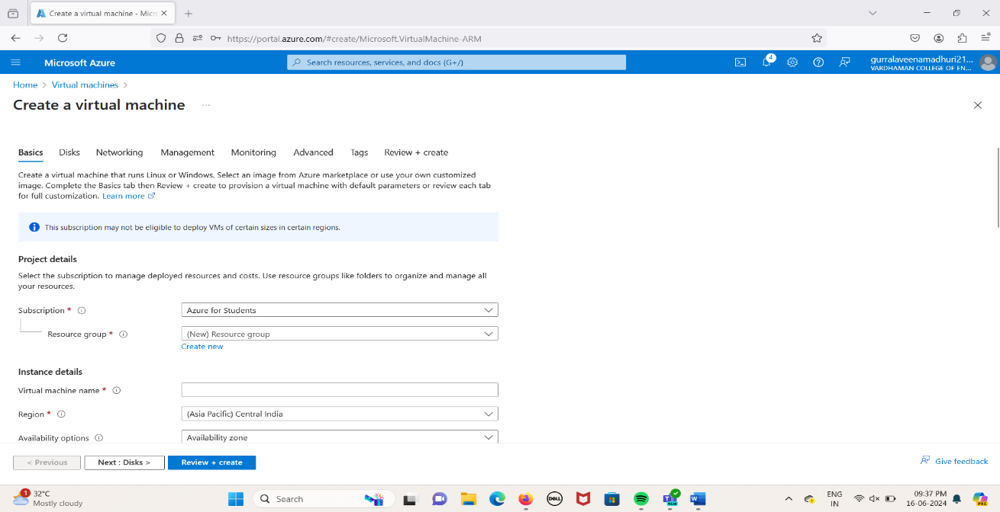 Create a virtual machine - Micr
https://portal.azure.com/#create/Microsoft.VirtualMachine-ARM
Microsoft Azure
Search resources, services, and docs (G+/)
4
gurralaveenamadhuri21...
VARDHAMAN COLLEGE OF EN...
Home > Virtual machines >
Create a virtual machine ...
Basics Disks Networking Management Monitoring Advanced Tags Review + create
Create a virtual machine that runs Linux or Windows. Select an image from Azure marketplace or use your own customized
image. Complete the Basics tab then Review + create to provision a virtual machine with default parameters or review each tab
for full customization. Learn more
This subscription may not be eligible to deploy VMs of certain sizes in certain regions.
Project details
Select the subscription to manage deployed resources and costs. Use resource groups like folders to organize and manage all
your resources.
Subscription * Azure for Students
Resource group * (New) Resource group
Create new
Instance details
Virtual machine name *
Region * (Asia Pacific) Central India
Availability options Availability zone
< Previous Next : Disks > Review + create Give feedback
1
32°C
Mostly cloudy
Search
DELL
NEW
W
ENG
IN
09:37 PM
16-06-2024
PRE